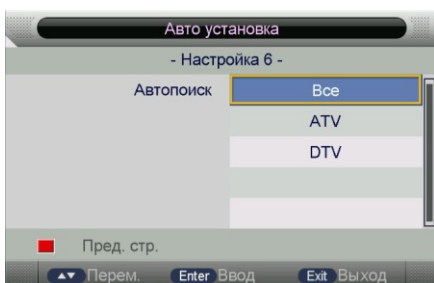 Авто установка
- Настройка 6 -
Автопоиск Все
ATV
DTV
Пред. стр.
Перем. Enter Ввод Exit Выход